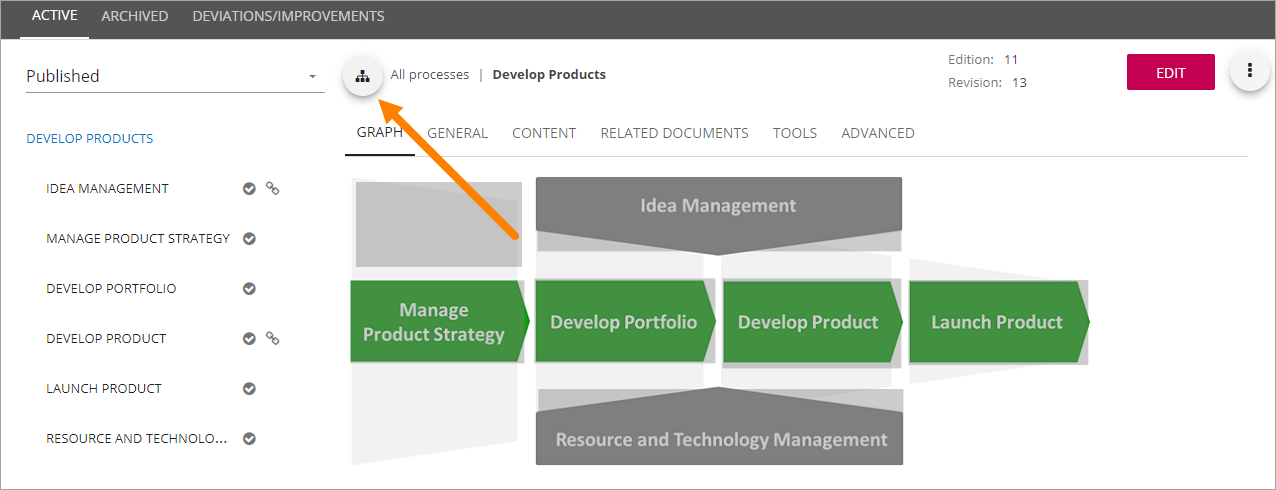 ACTIVE ARCHIVED DEVIATIONS/IMPROVEMENTS
Published
All processes | Develop Products
Edition: 11
Revision: 13
EDIT
DEVELOP PRODUCTS
IDEA MANAGEMENT
MANAGE PRODUCT STRATEGY
DEVELOP PORTFOLIO
DEVELOP PRODUCT
LAUNCH PRODUCT
RESOURCE AND TECHNOLO...
GRAPH GENERAL CONTENT RELATED DOCUMENTS TOOLS ADVANCED
Idea Management
Manage
Product Strategy
Develop Portfolio
Develop Product
Launch Product
Resource and Technology Management